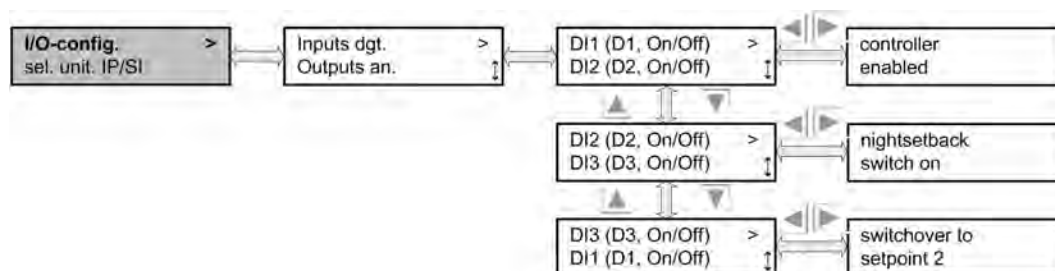 I/O-config. >
sel. unit. IP/SI
Inputs dgt. >
Outputs an.
DI1 (D1, On/Off) >
DI2 (D2, On/Off)
controller
enabled
DI2 (D2, On/Off) >
DI3 (D3, On/Off)
nightsetback
switch on
DI3 (D3, On/Off) >
DI1 (D1, On/Off)
switchover to
setpoint 2